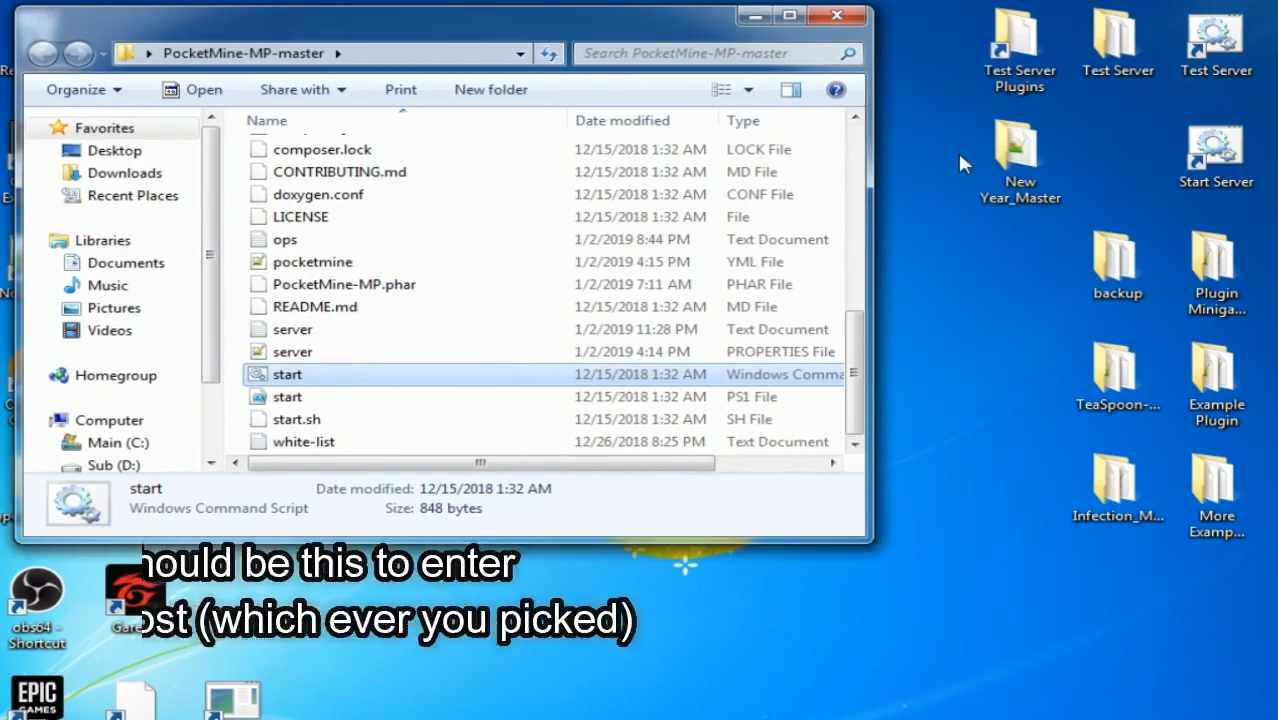 PocketMine-MP-master
Search PocketMine-MP-master
Organize
Open
Share with
Print
New folder
Name
Date modified
Type
Favorites
Desktop
Downloads
Recent Places
Libraries
Documents
Music
Pictures
Videos
Homegroup
Computer
Main (C:)
Sub (D:)
composer.lock 12/15/2018 1:32 AM LOCK File
CONTRIBUTING.md 12/15/2018 1:32 AM MD File
doxygen.conf 12/15/2018 1:32 AM CONF File
LICENSE 12/15/2018 1:32 AM File
ops 1/2/2019 8:44 PM Text Document
pocketmine 1/2/2019 4:15 PM YML File
PocketMine-MP.phar 1/2/2019 7:11 AM PHAR File
README.md 12/15/2018 1:32 AM MD File
server 1/2/2019 11:28 PM Text Document
server 1/2/2019 4:14 PM PROPERTIES File
start 12/15/2018 1:32 AM Windows Comma
start 12/15/2018 1:32 AM PS1 File
start.sh 12/15/2018 1:32 AM SH File
white-list 12/26/2018 8:25 PM Text Document
start Date modified: 12/15/2018 1:32 AM
Windows Command Script Size: 848 bytes
Test Server
Plugins
Test Server
Test Server
New
Year_Master
Start Server
backup
Plugin
Miniga...
TeaSpoon-...
Example
Plugin
Infection_M...
More
Examp...
hould be this to enter
ost (which ever you picked)
obs64 -
Shortcut
Gare
EPIC
GAMES